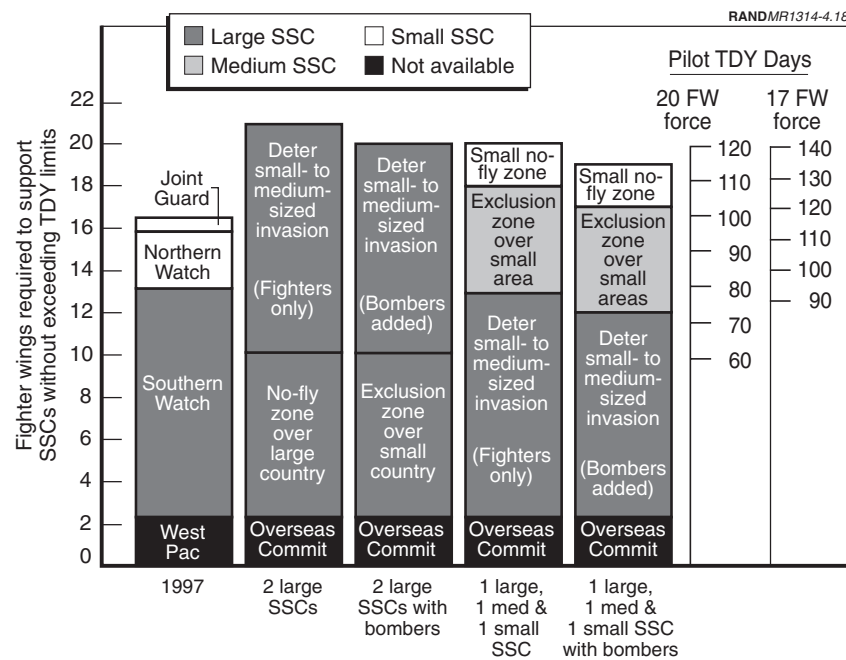 RANDMR1314-4.18
Large SSC
Small SSC
Medium SSC
Not available
Pilot TDY Days
20 FW
force
17 FW
force
Fighter wings required to support
SSCs without exceeding TDY limits
22
20
18
16
14
12
10
8
6
4
2
0
Joint
Guard
Northern
Watch
Southern
Watch
West
Pac
Deter
small- to
medium-
sized
invasion
(Fighters
only)
No-fly
zone
over
large
country
Overseas
Commit
Deter
small- to
medium-
sized
invasion
(Bombers
added)
Exclusion
zone
over
small
country
Overseas
Commit
Small no-
fly zone
Exclusion
zone
over
small
area
Deter
small- to
medium-
sized
invasion
(Fighters
only)
Overseas
Commit
Small no-
fly zone
Exclusion
zone
over
small
areas
Deter
small- to
medium-
sized
invasion
(Bombers
added)
Overseas
Commit
120
110
100
90
80
70
60
140
130
120
110
100
90
1997
2 large
SSCs
2 large
SSCs with
bombers
1 large,
1 med &
1 small
SSC
1 large,
1 med &
1 small SSC
with bombers